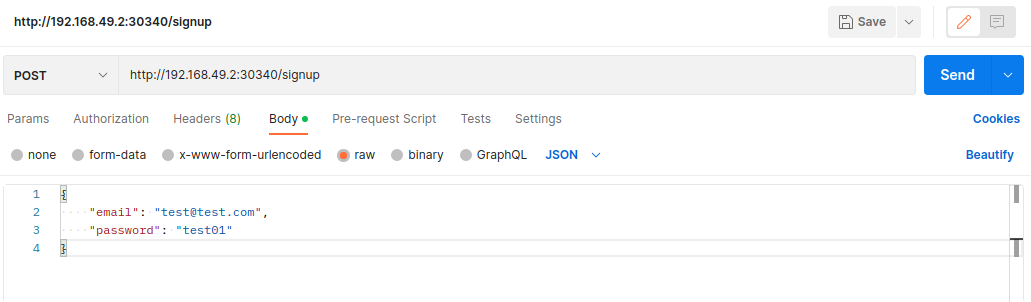 http://192.168.49.2:30340/signup Save
POST http://192.168.49.2:30340/signup Send
Params Authorization Headers (8) Body Pre-request Script Tests Settings Cookies
none form-data x-www-form-urlencoded raw binary GraphQL JSON Beautify
1 {
2 "email": "test@test.com",
3 "password": "test01"
4 }